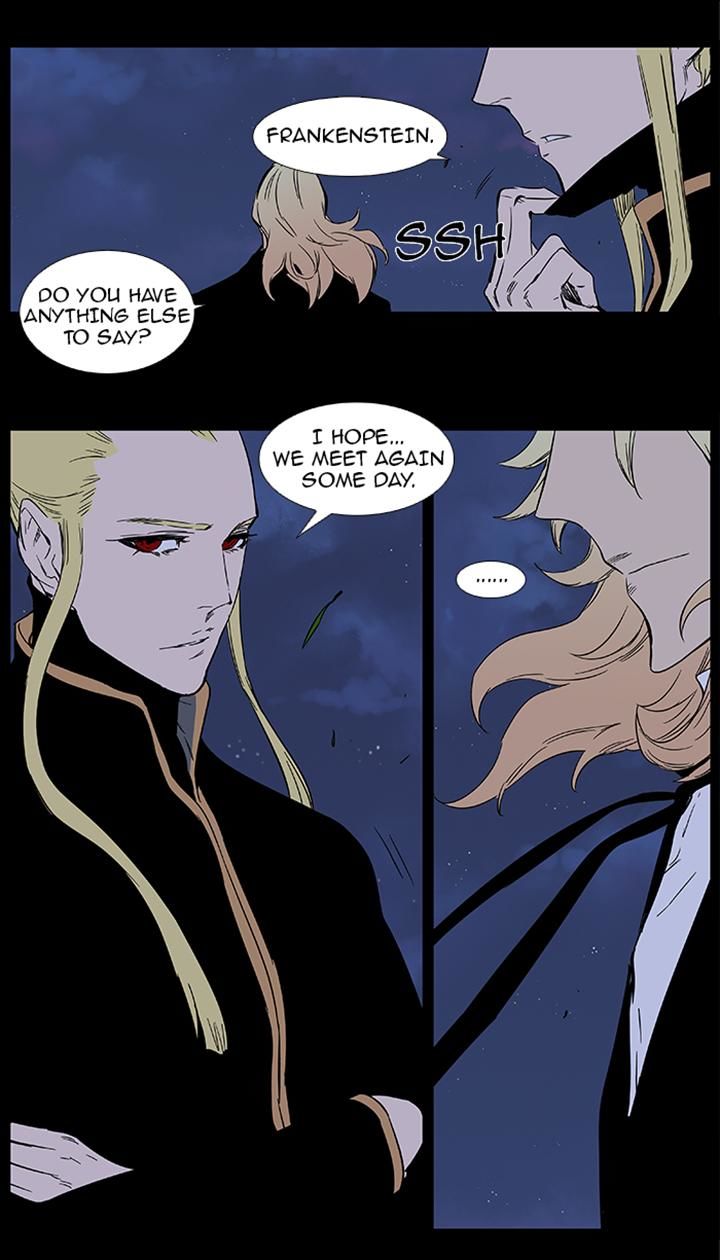 FRANKENSTEIN.
SSH
DO YOU HAVE
ANYTHING ELSE
TO SAY?
I HOPE...
WE MEET AGAIN
SOME DAY.
......